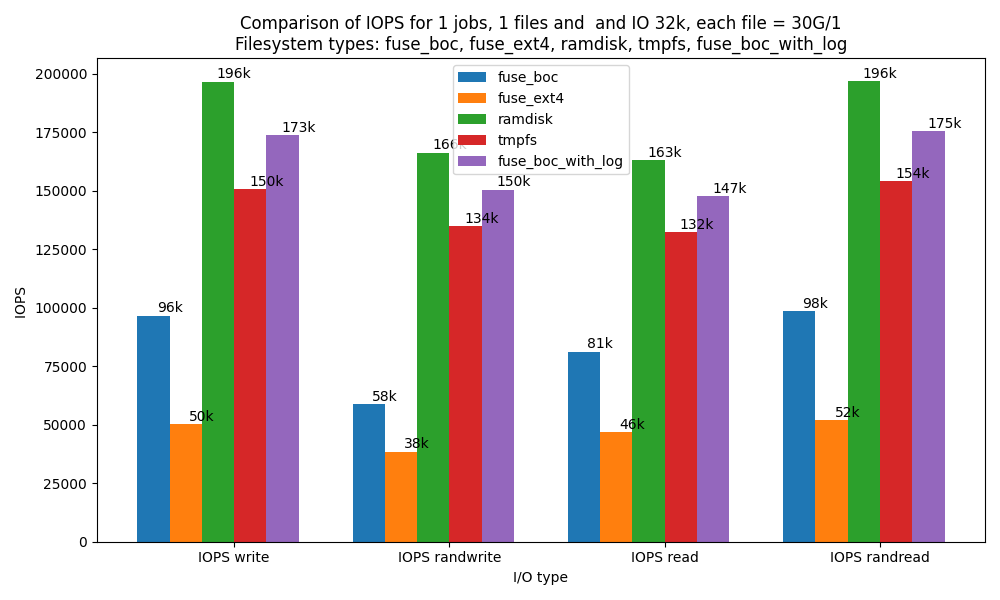 Comparison of IOPS for 1 jobs, 1 files and  and IO 32k, each file = 30G/1
Filesystem types: fuse_boc, fuse_ext4, ramdisk, tmpfs, fuse_boc_with_log
IOPS
200000
175000
150000
125000
100000
75000
50000
25000
0
fuse_boc
fuse_ext4
ramdisk
tmpfs
fuse_boc_with_log
96k
50k
196k
150k
173k
58k
38k
166k
134k
150k
81k
46k
163k
132k
147k
98k
52k
196k
154k
175k
IOPS write
IOPS randwrite
IOPS read
IOPS randread
I/O type